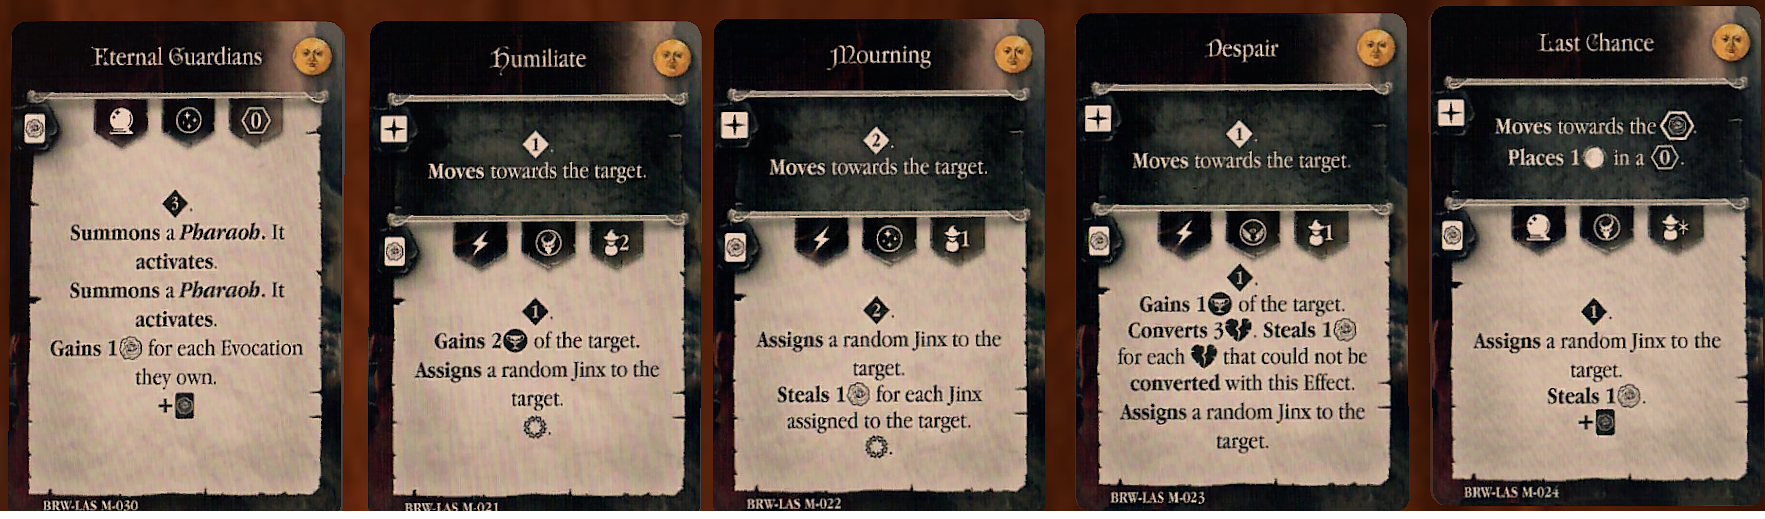 Eternal Guardians
0
3.
Summons a Pharaoh. It
activates.
Summons a Pharaoh. It
activates.
Gains 1 for each Evocation
they own.
+
BRW-LAS M-030
Humiliate
1.
Moves towards the target.
2
1.
Gains 2 of the target.
Assigns a random Jinx to the
target.
.
BRW-LAS M-021
Mourning
2.
Moves towards the target.
1
2.
Assigns a random Jinx to the
target.
Steals 1 for each Jinx
assigned to the target.
.
BRW-LAS M-022
Despair
1.
Moves towards the target.
1
1.
Gains 1 of the target.
Converts 3. Steals 1
for each that could not be
converted with this Effect.
Assigns a random Jinx to the
target.
BRW-LAS M-023
Last Chance
Moves towards the .
Places 1 in a 0.
*
1.
Assigns a random Jinx to the
target.
Steals 1.
+
BRW-LAS M-024